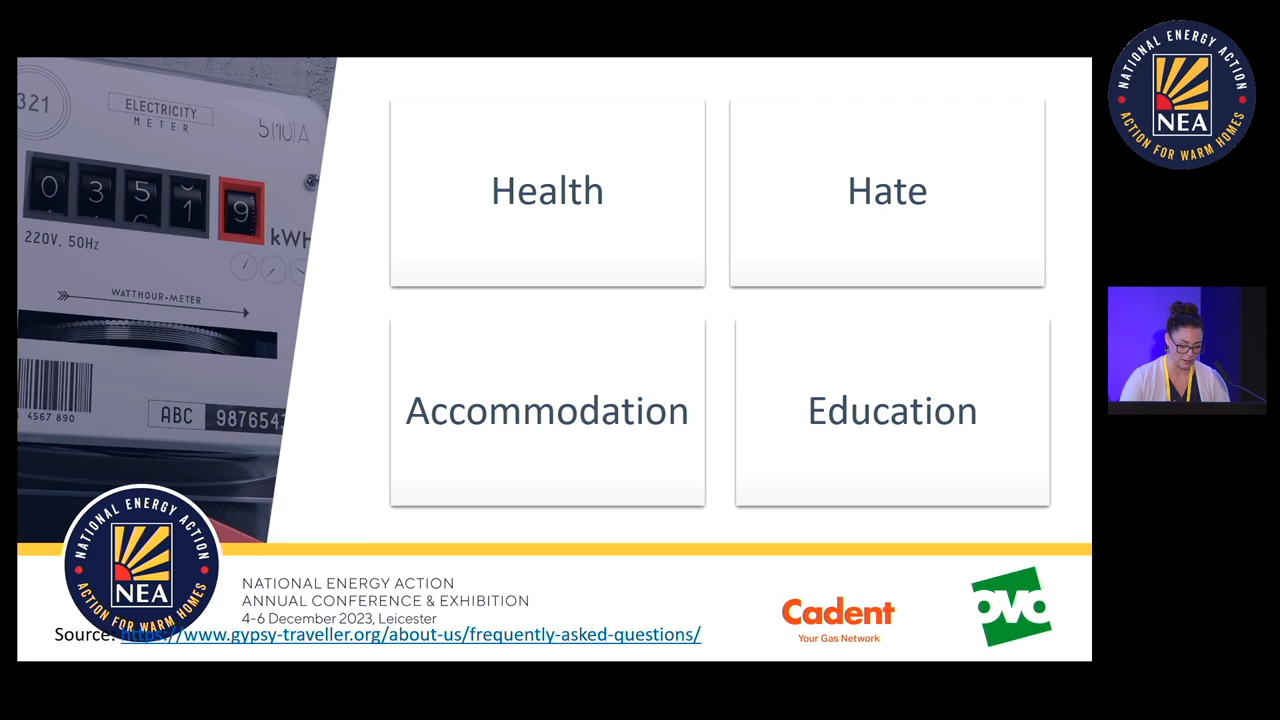 321
ELECTRICITY
METER
5(10)A
0 3 5 1 9
kWh
220V, 50Hz
WATTHOUR-METER
4567 890
ABC
987654
Health
Hate
Accommodation
Education
NATIONAL ENERGY ACTION
NEA
ACTION FOR WARM HOMES
NATIONAL ENERGY ACTION
ANNUAL CONFERENCE & EXHIBITION
4-6 December 2023, Leicester
Source: https://www.gypsy-traveller.org/about-us/frequently-asked-questions/
Cadent
Your Gas Network
ovo
NATIONAL ENERGY ACTION
NEA
ACTION FOR WARM HOMES